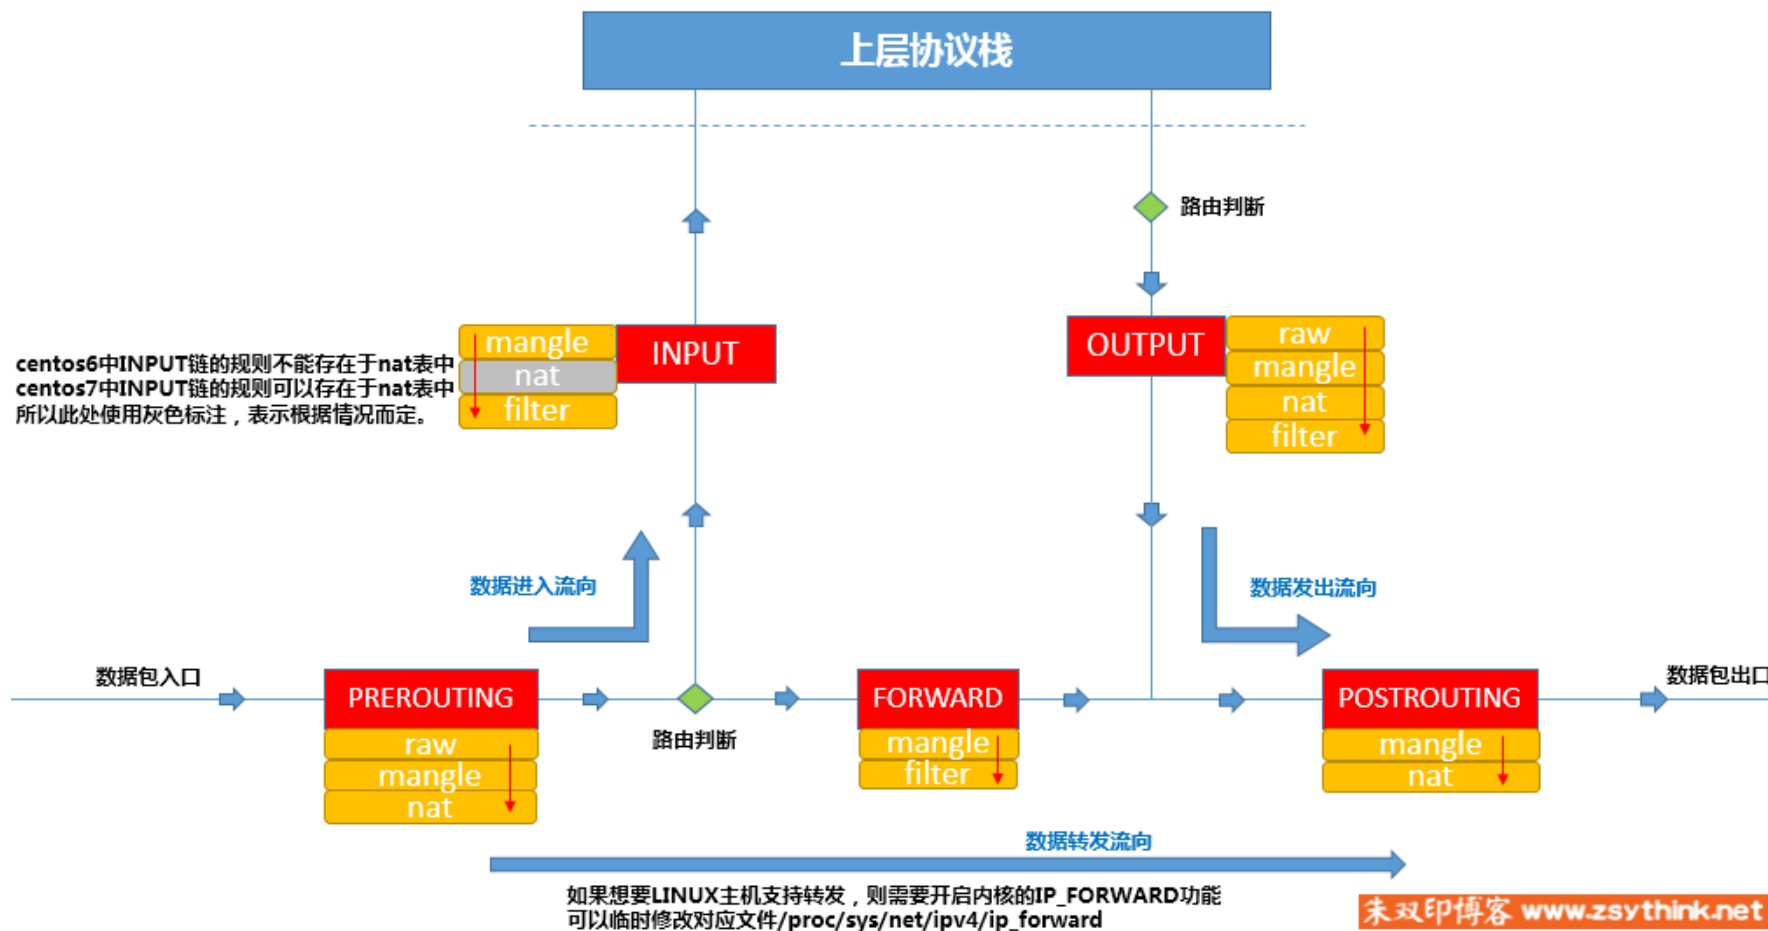 上层协议栈
路由判断
mangle
nat
filter
INPUT
OUTPUT
raw
mangle
nat
filter
centos6中INPUT链的规则不能存在于nat表中
centos7中INPUT链的规则可以存在于nat表中
所以此处使用灰色标注，表示根据情况而定。
数据进入流向
数据发出流向
数据包入口
PREROUTING
raw
mangle
nat
路由判断
FORWARD
mangle
filter
POSTROUTING
mangle
nat
数据包出口
数据转发流向
如果想要LINUX主机支持转发，则需要开启内核的IP_FORWARD功能
可以临时修改对应文件/proc/sys/net/ipv4/ip_forward
朱双印博客 www.zsythink.net